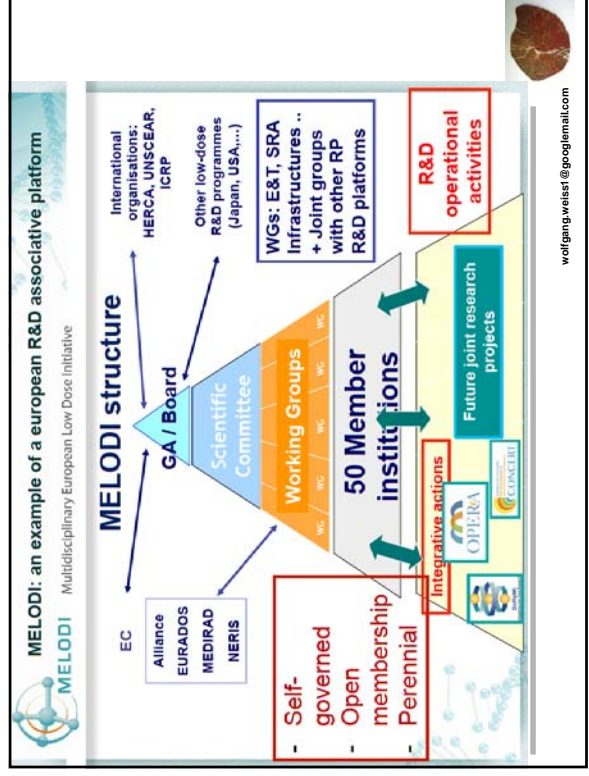 MELODI: an example of a european R&D associative platform
MELODI
Multidisciplinary European Low Dose Initiative
MELODI structure
EC
Alliance
EURADOS
MEDIRAD
NERIS
International
organisations:
HERCA, UNSCEAR,
ICRP
Other low-dose
R&D programmes
(Japan, USA,...)
GA / Board
Scientific
Committee
Working Groups
WG
WG
WG
WG
WG
WGs: E&T, SRA
Infrastructures ..
+ Joint groups
with other RP
R&D platforms
50 Member
institutions
- Self-
governed
- Open
membership
- Perennial
Integrative actions
OPERA
CONCERT
Future joint research
projects
R&D
operational
activities
wolfgang.weiss1@googlemail.com